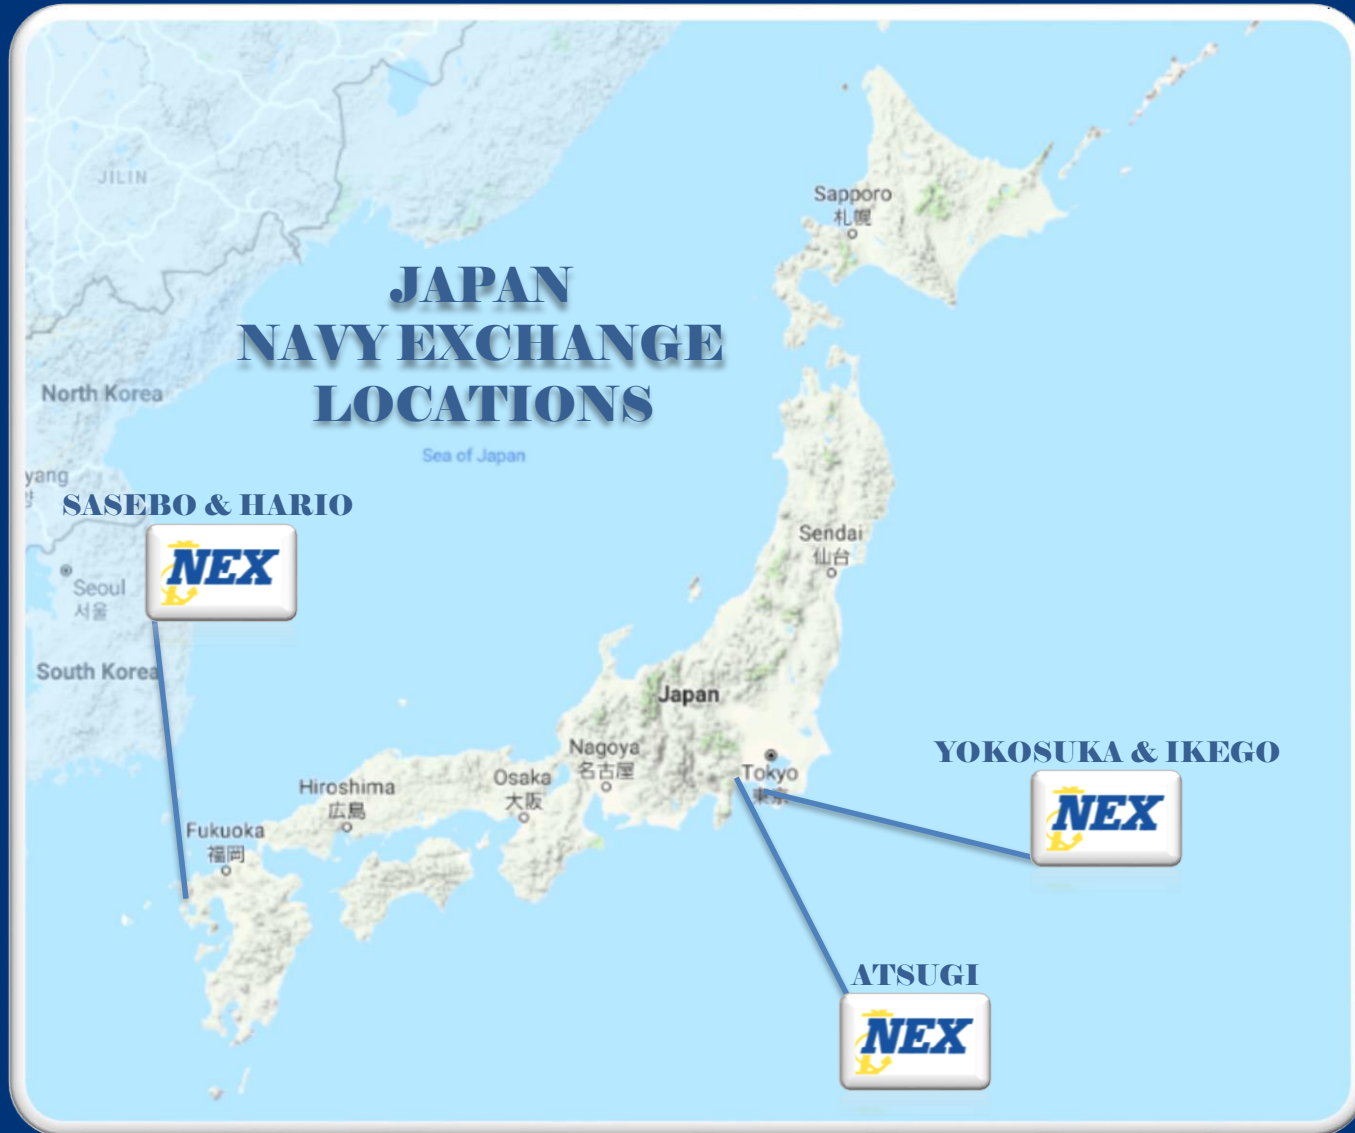 JILIN
Sapporo
札幌
JAPAN
NAVY EXCHANGE
LOCATIONS
North Korea
Sea of Japan
yang
SASEBO & HARIO
NEX
Seoul
서울
South Korea
Sendai
仙台
Japan
Nagoya
名古屋
Tokyo
東京
YOKOSUKA & IKEGO
NEX
Hiroshima
広島
Osaka
大阪
Fukuoka
福岡
ATSUGI
NEX